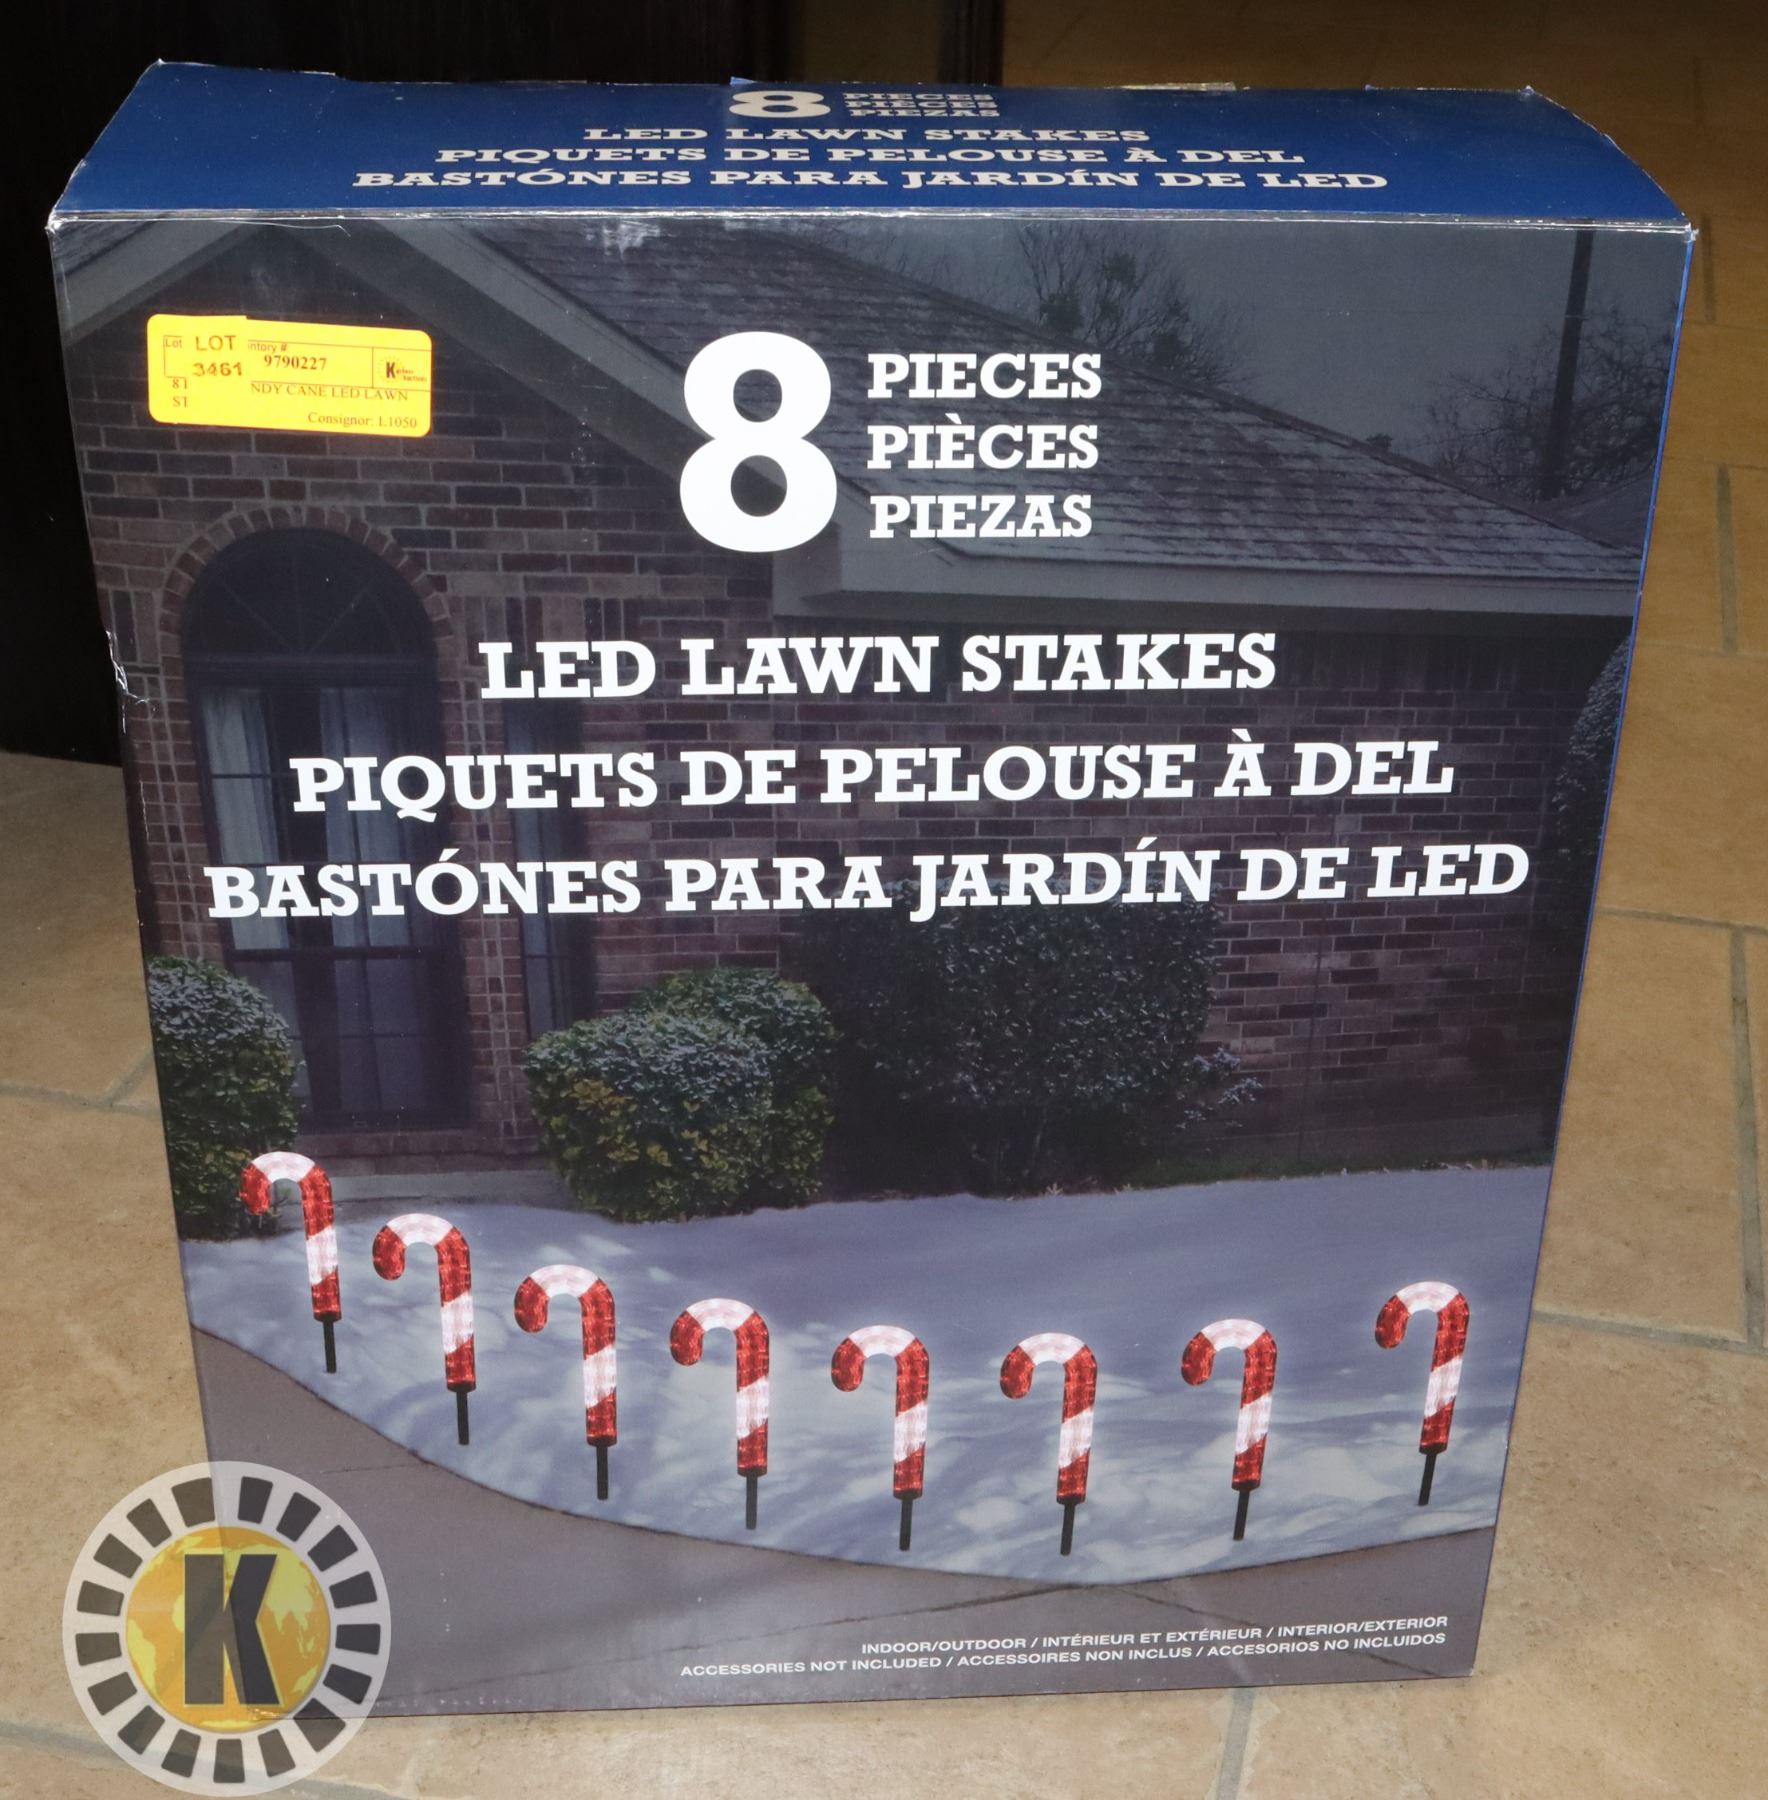 8 PIECES
PIÈCES
PIEZAS
LED LAWN STAKES
PIQUETS DE PELOUSE À DEL
BASTÓNES PARA JARDÍN DE LED
Lot LOT
3461
9790227
NDY CANE LED LAWN
ST
Consignor: L1050
8 PIECES
PIÈCES
PIEZAS
LED LAWN STAKES
PIQUETS DE PELOUSE À DEL
BASTÓNES PARA JARDÍN DE LED
INDOOR/OUTDOOR / INTÉRIEUR ET EXTÉRIEUR / INTERIOR/EXTERIOR
ACCESSORIES NOT INCLUDED / ACCESSOIRES NON INCLUS / ACCESORIOS NO INCLUIDOS
K